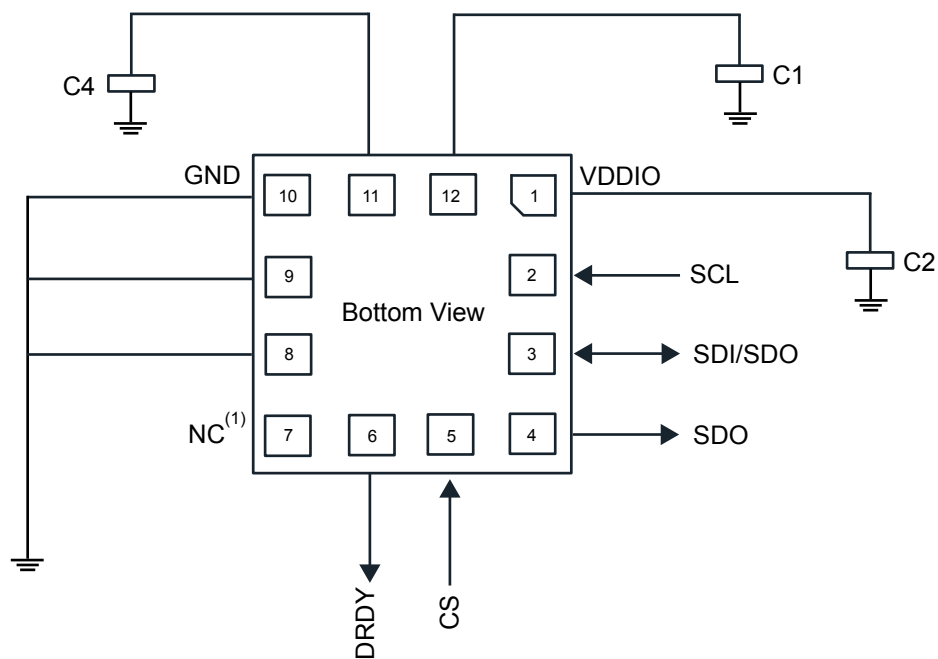 C4
C1
GND
VDDIO
10
11
12
1
C2
9
2
SCL
Bottom View
8
3
SDI/SDO
NC(1)
7
6
5
4
SDO
DRDY
CS